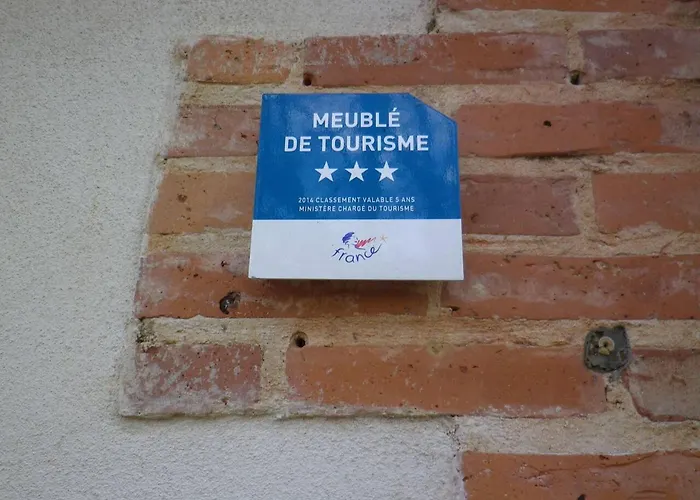 MEUBLÉ
DE TOURISME
2014 CLASSEMENT VALABLE 5 ANS
MINISTÈRE CHARGÉ DU TOURISME
france